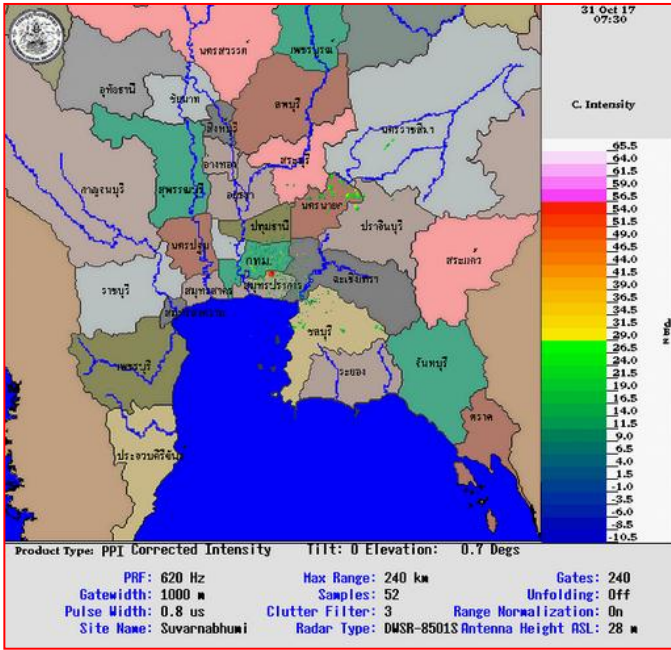 31 Oct 17
07:30
C. Intensity
นครสวรรค์
เพชรบูรณ์
อุทัยธานี
ชัยนาท
ลพบุรี
สิงหบุรี
นครราชสีมา
อ่างทอง
สระบุรี
กาญจนบุรี
สุพรรณบุรี
อยุธยา
นครนายก
ปราจีนบุรี
ปทุมธานี
นครปฐม
กทม.
สระแก้ว
ฉะเชิงเทรา
ราชบุรี
สมุทรสาคร
สมุทรปราการ
สมุทรสงคราม
ชลบุรี
เพชรบุรี
ระยอง
จันทบุรี
ตราด
ประจวบคีรีขันธ์
65.5
64.0
61.5
59.0
56.5
54.0
51.5
49.0
46.5
44.0
41.5
39.0
36.5
34.0
31.5
29.0
26.5
24.0
21.5
19.0
16.5
14.0
11.5
9.0
6.5
4.0
1.5
-1.0
-3.5
-6.0
-8.5
-10.5
Product Type: PPI Corrected Intensity Tilt: 0 Elevation: 0.7 Degs
PRF: 620 Hz Max Range: 240 km Gates: 240
Gatewidth: 1000 m Samples: 52 Unfolding: Off
Pulse Width: 0.8 us Clutter Filter: 3 Range Normalization: On
Site Name: Suvarnabhumi Radar Type: DWSR-8501S Antenna Height ASL: 28 m